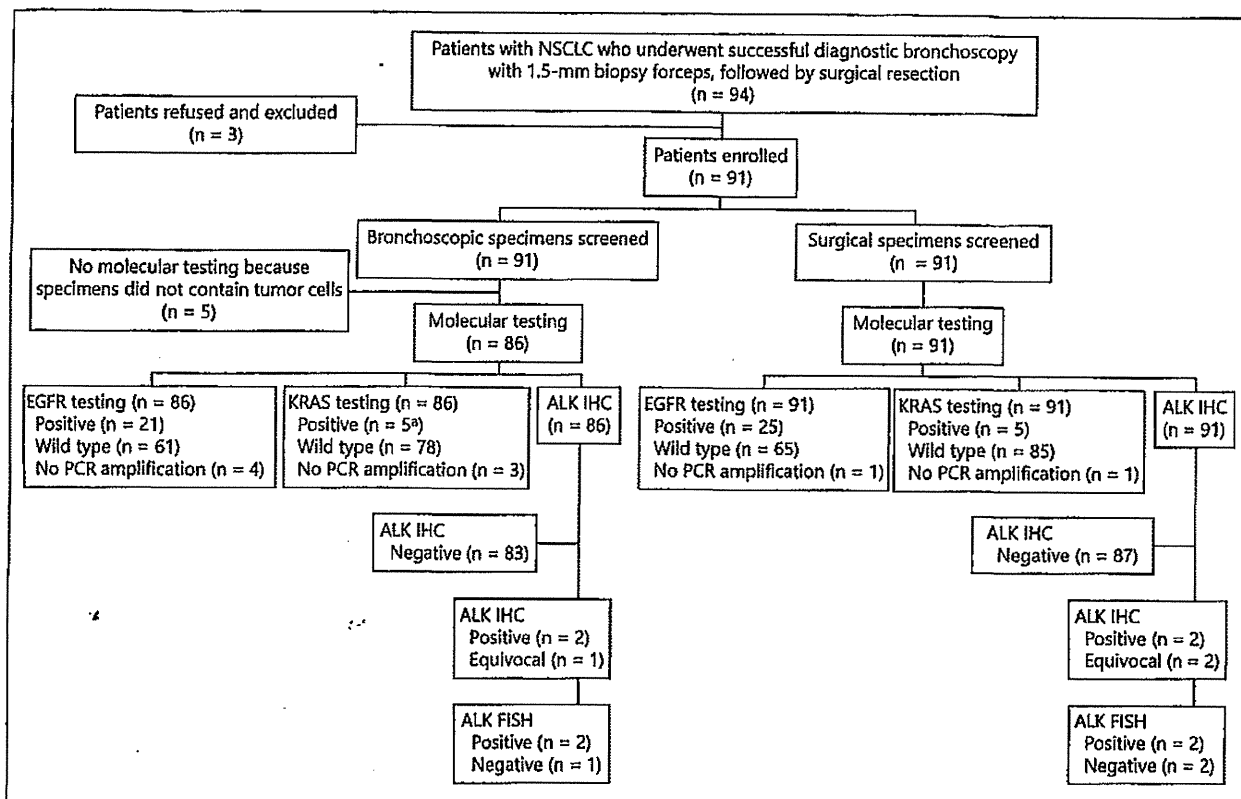 Patients with NSCLC who underwent successful diagnostic bronchoscopy
with 1.5-mm biopsy forceps, followed by surgical resection
(n = 94)
Patients refused and excluded
(n = 3)
Patients enrolled
(n = 91)
Bronchoscopic specimens screened
(n = 91)
Surgical specimens screened
(n = 91)
No molecular testing because
specimens did not contain tumor cells
(n = 5)
Molecular testing
(n = 86)
Molecular testing
(n = 91)
EGFR testing (n = 86)
Positive (n = 21)
Wild type (n = 61)
No PCR amplification (n = 4)
KRAS testing (n = 86)
Positive (n = 5ª)
Wild type (n = 78)
No PCR amplification (n = 3)
ALK IHC
(n = 86)
EGFR testing (n = 91)
Positive (n = 25)
Wild type (n = 65)
No PCR amplification (n = 1)
KRAS testing (n = 91)
Positive (n = 5)
Wild type (n = 85)
No PCR amplification (n = 1)
ALK IHC
(n = 91)
ALK IHC
Negative (n = 83)
ALK IHC
Negative (n = 87)
ALK IHC
Positive (n = 2)
Equivocal (n = 1)
ALK IHC
Positive (n = 2)
Equivocal (n = 2)
ALK FISH
Positive (n = 2)
Negative (n = 1)
ALK FISH
Positive (n = 2)
Negative (n = 2)